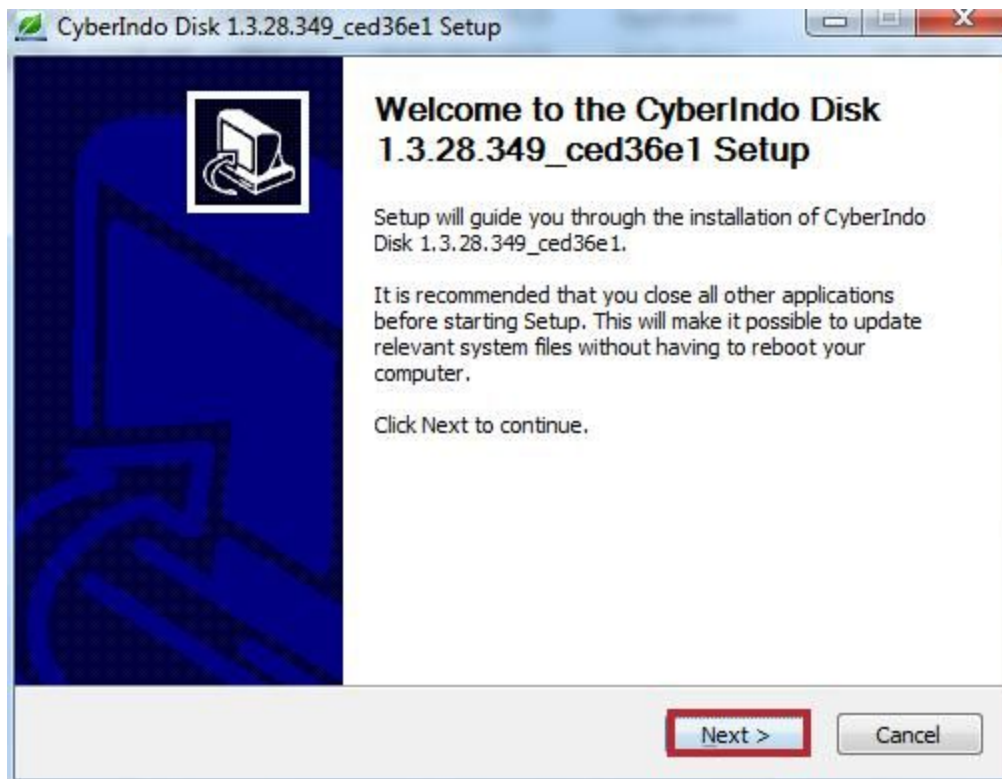 CyberIndo Disk 1.3.28.349_ced36e1 Setup
Welcome to the CyberIndo Disk
1.3.28.349_ced36e1 Setup
Setup will guide you through the installation of CyberIndo
Disk 1.3.28.349_ced36e1.
It is recommended that you close all other applications
before starting Setup. This will make it possible to update
relevant system files without having to reboot your
computer.
Click Next to continue.
Next >
Cancel